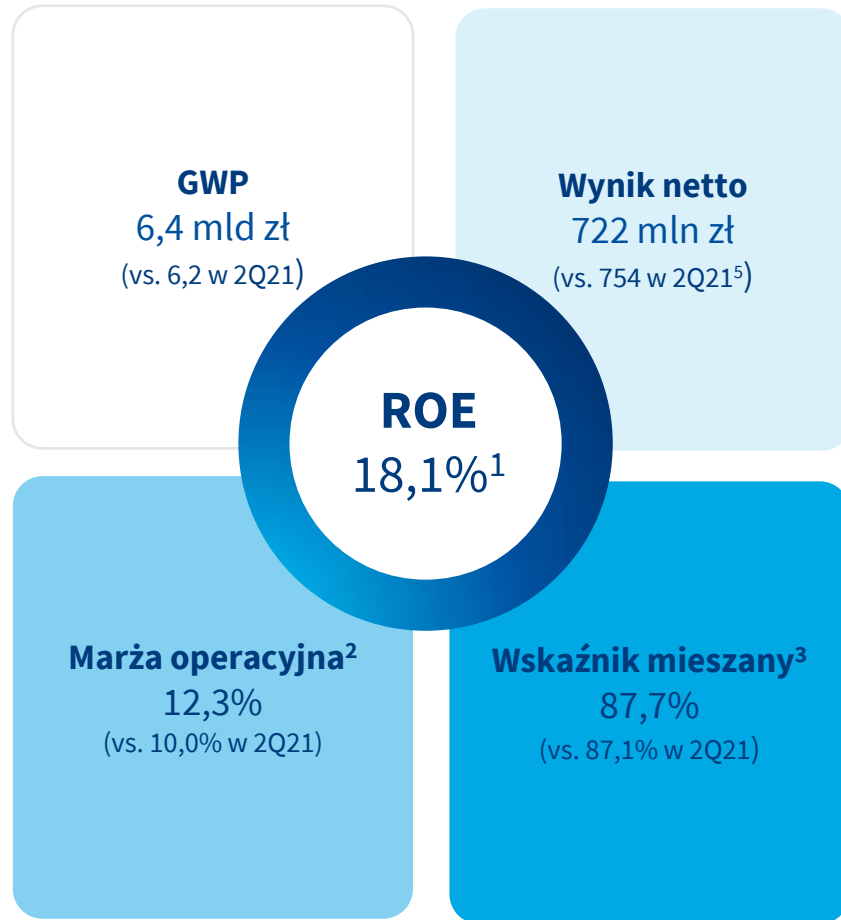 GWP
6,4 mld zł
(vs. 6,2 w 2Q21)
Wynik netto
722 mln zł
(vs. 754 w 2Q21⁵)
ROE
18,1%¹
Marża operacyjna²
12,3%
(vs. 10,0% w 2Q21)
Wskaźnik mieszany³
87,7%
(vs. 87,1% w 2Q21)